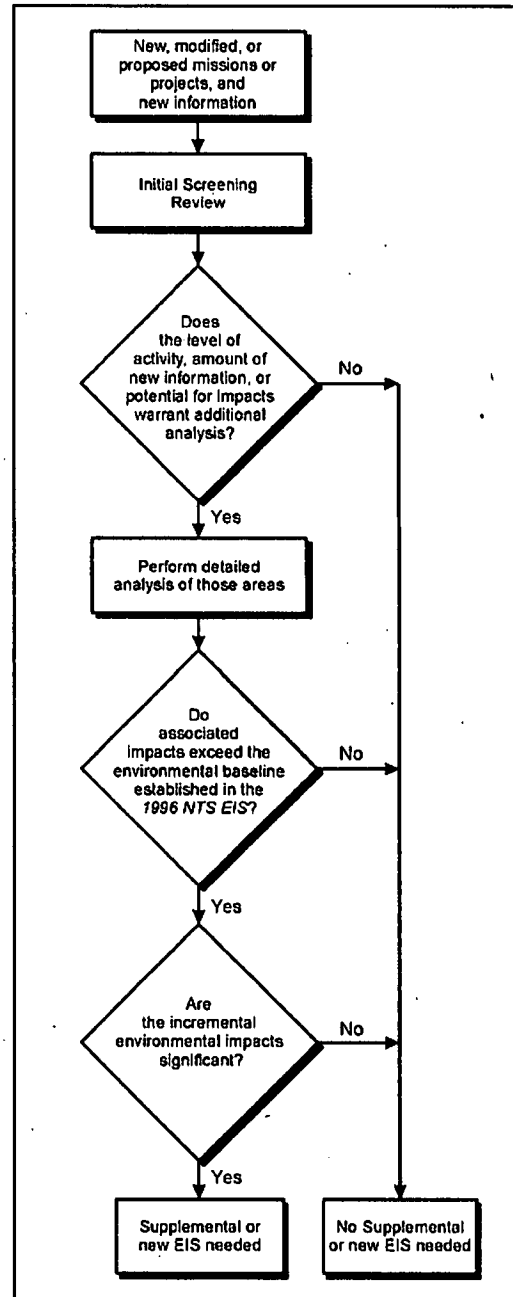 New, modified, or
proposed missions or
projects, and
new information
Initial Screening
Review
Does
the level of
activity, amount of
new information, or
potential for Impacts
warrant additional
analysis?
No
Yes
Perform detailed
analysis of those areas
Do
associated
impacts exceed the
environmental baseline
established in the
1996 NTS EIS?
No
Yes
Are
the incremental
environmental impacts
significant?
No
Yes
Supplemental or
new EIS needed
No Supplemental
or new EIS needed